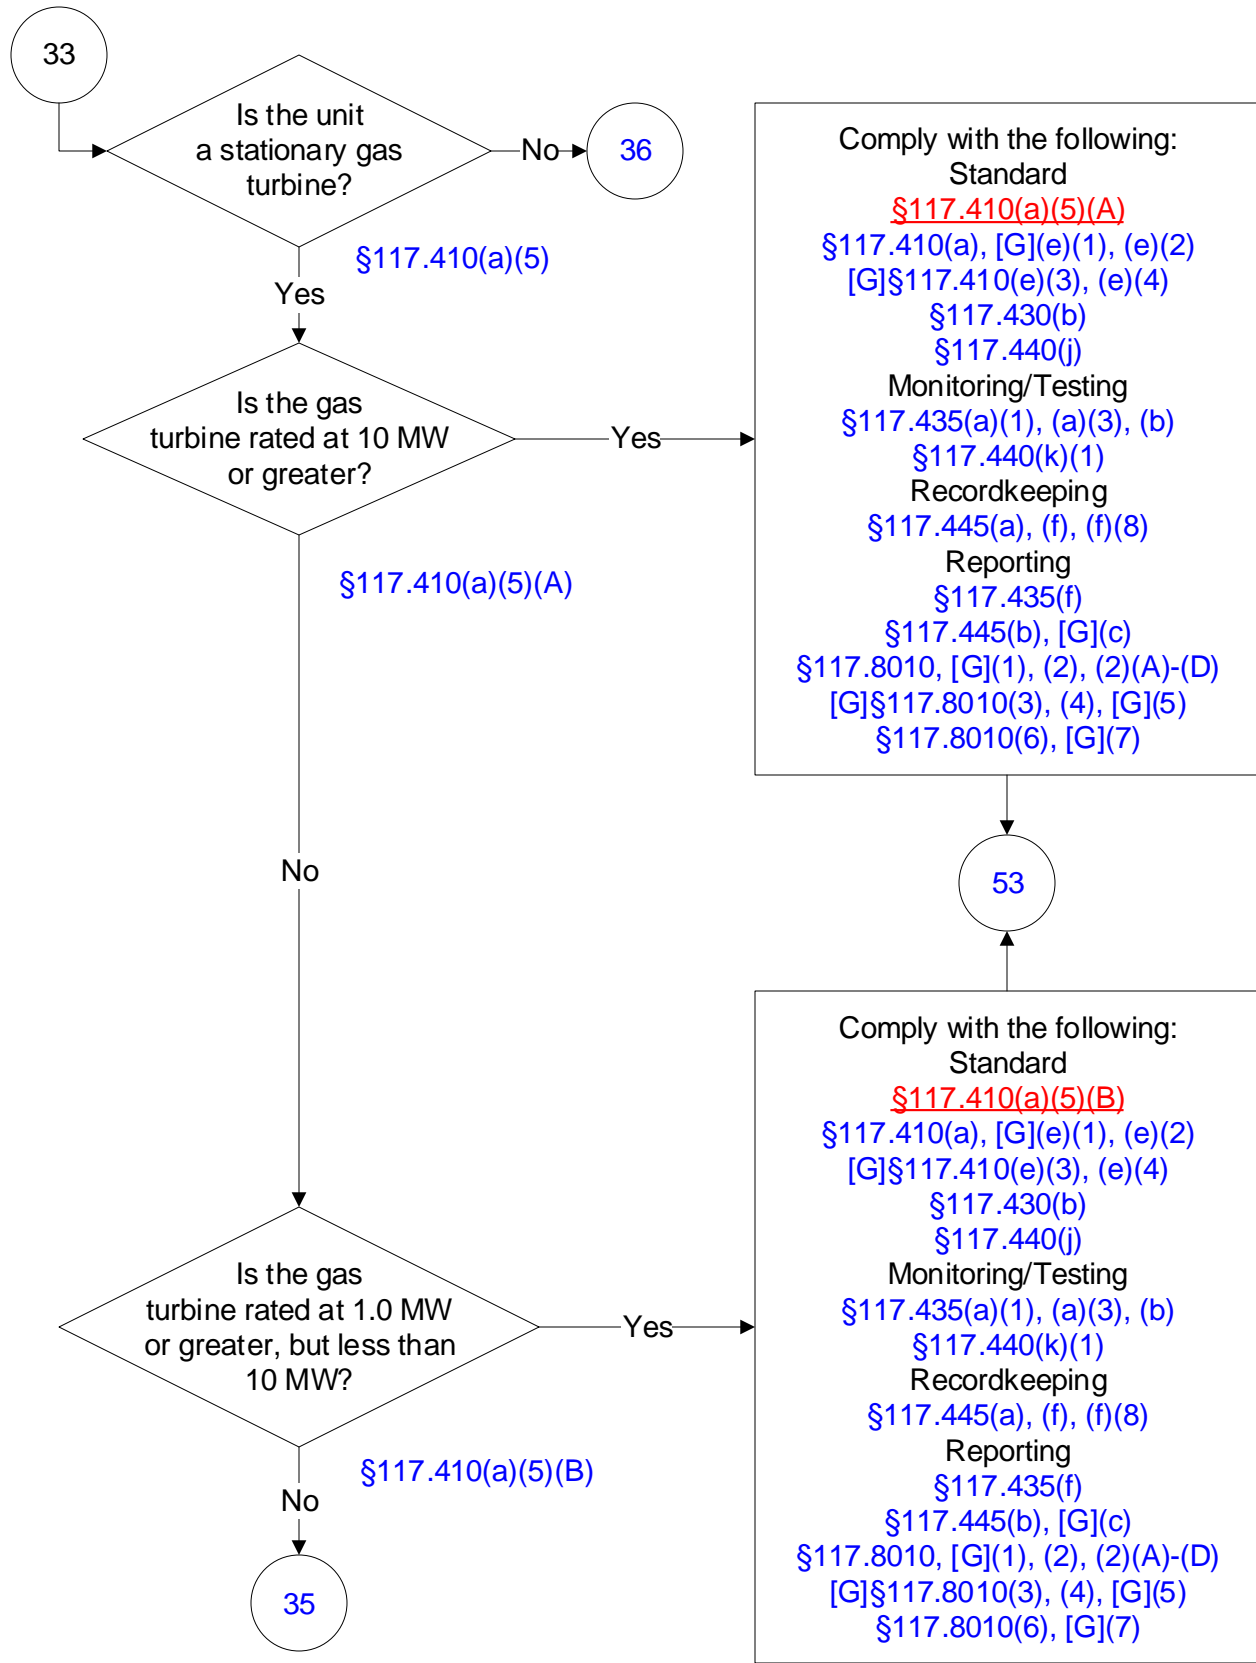 33
Is the unit
a stationary gas
turbine?
No
36
§117.410(a)(5)
Yes
Is the gas
turbine rated at 10 MW
or greater?
Yes
§117.410(a)(5)(A)
Comply with the following:
Standard
§117.410(a)(5)(A)
§117.410(a), [G](e)(1), (e)(2)
[G]§117.410(e)(3), (e)(4)
§117.430(b)
§117.440(j)
Monitoring/Testing
§117.435(a)(1), (a)(3), (b)
§117.440(k)(1)
Recordkeeping
§117.445(a), (f), (f)(8)
Reporting
§117.435(f)
§117.445(b), [G](c)
§117.8010, [G](1), (2), (2)(A)-(D)
[G]§117.8010(3), (4), [G](5)
§117.8010(6), [G](7)
No
53
Is the gas
turbine rated at 1.0 MW
or greater, but less than
10 MW?
Yes
§117.410(a)(5)(B)
No
35
Comply with the following:
Standard
§117.410(a)(5)(B)
§117.410(a), [G](e)(1), (e)(2)
[G]§117.410(e)(3), (e)(4)
§117.430(b)
§117.440(j)
Monitoring/Testing
§117.435(a)(1), (a)(3), (b)
§117.440(k)(1)
Recordkeeping
§117.445(a), (f), (f)(8)
Reporting
§117.435(f)
§117.445(b), [G](c)
§117.8010, [G](1), (2), (2)(A)-(D)
[G]§117.8010(3), (4), [G](5)
§117.8010(6), [G](7)